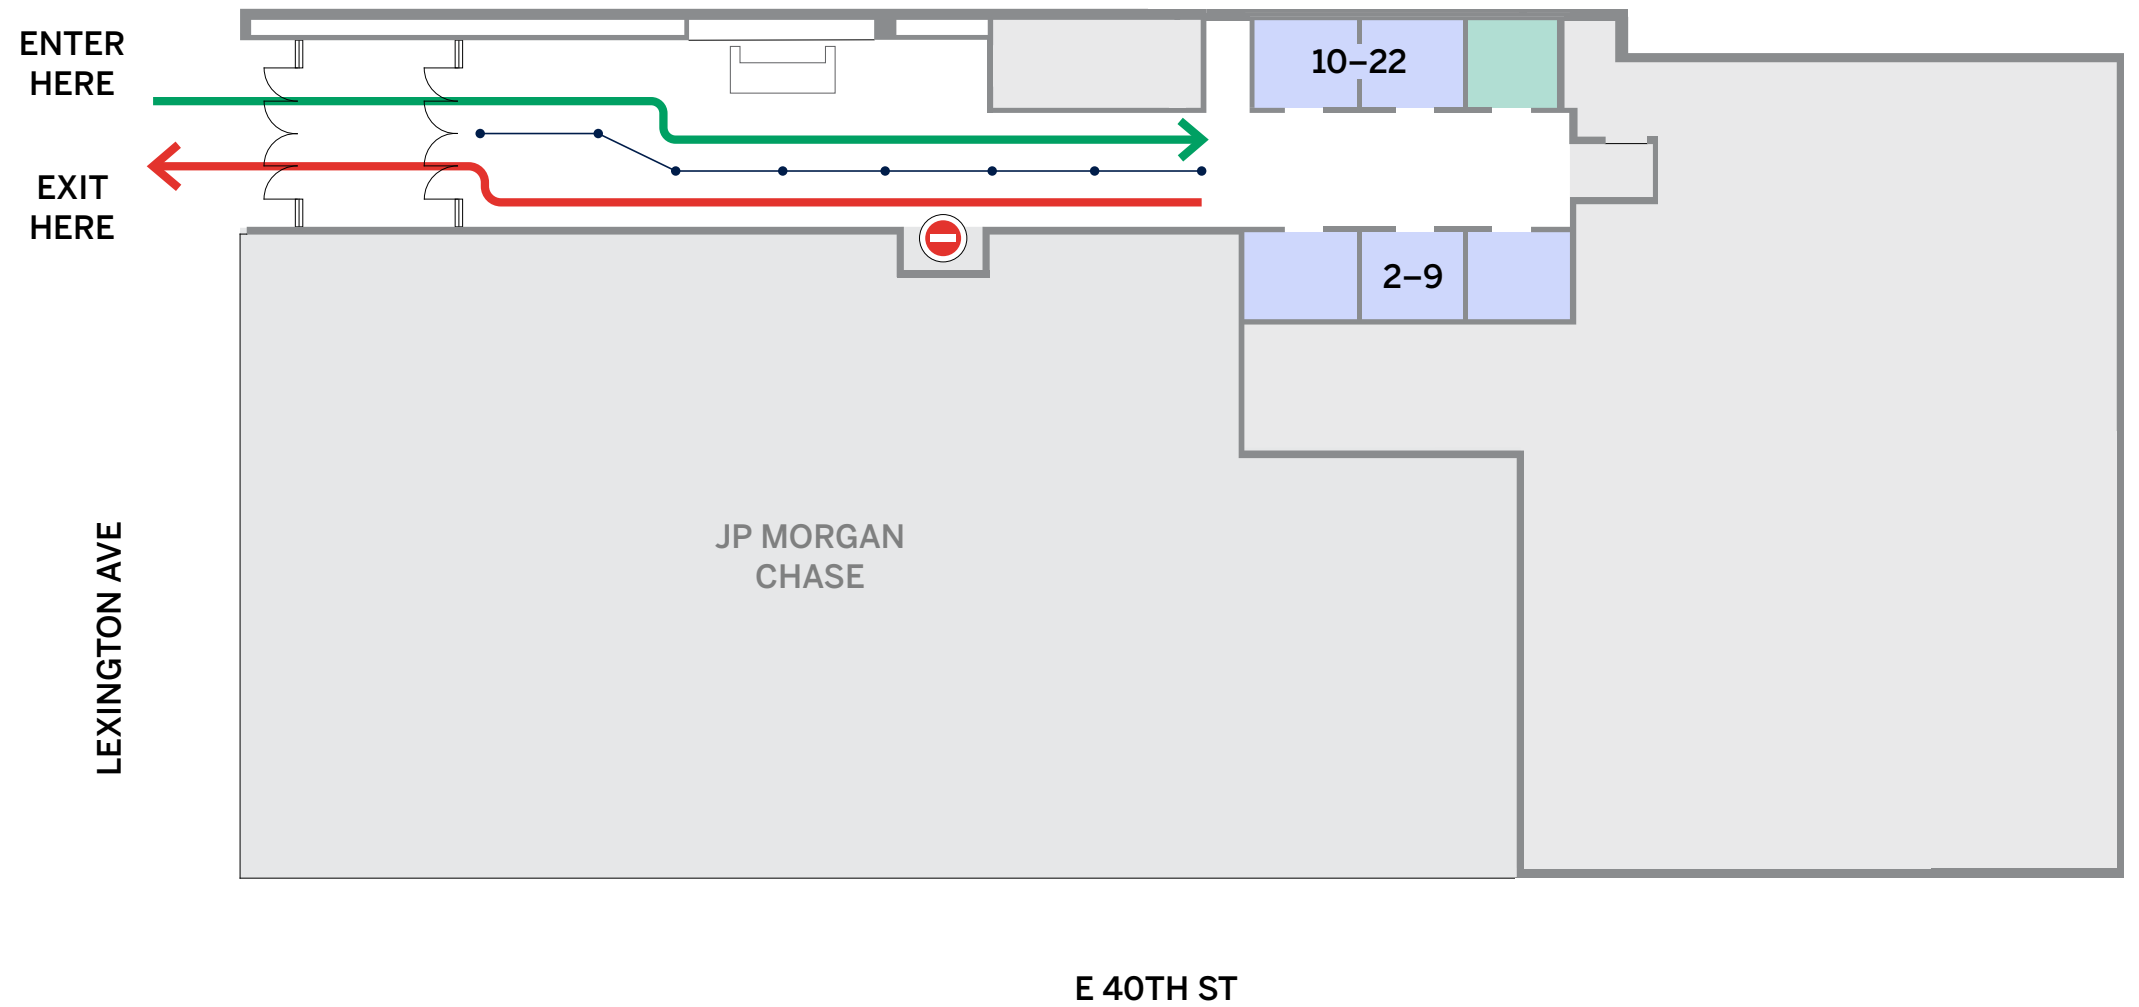 ENTER
HERE
10–22
EXIT
HERE
2–9
JP MORGAN
CHASE
LEXINGTON AVE
E 40TH ST